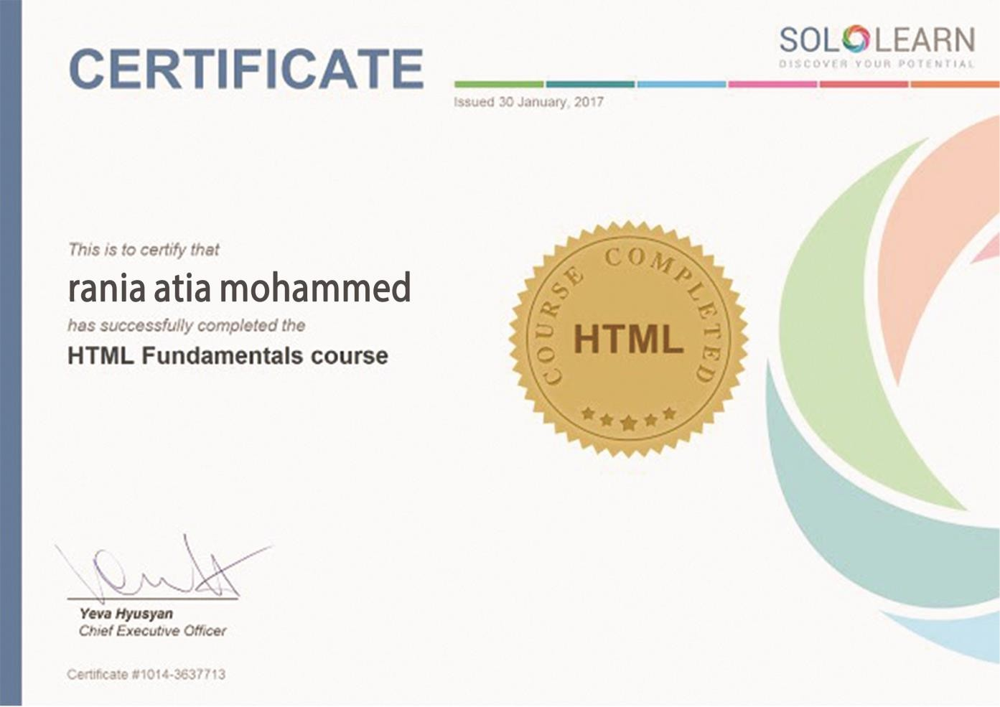 CERTIFICATE
SOLOLEARN
DISCOVER YOUR POTENTIAL
Issued 30 January, 2017
This is to certify that
rania atia mohammed
has successfully completed the
HTML Fundamentals course
COURSE COMPLETED
HTML
Yeva Hyusyan
Chief Executive Officer
Certificate #1014-3637713